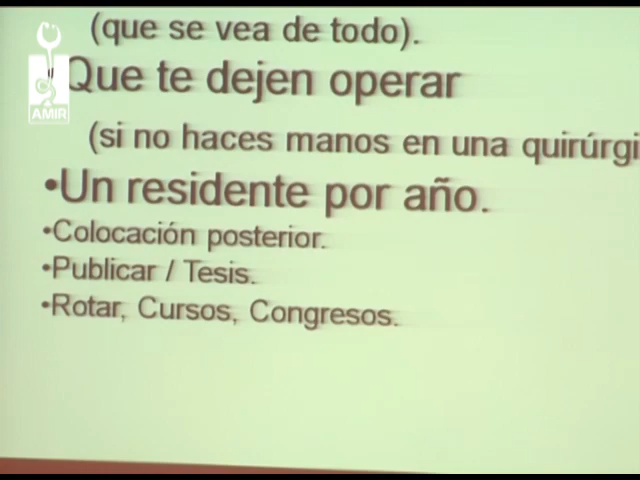 (que se vea de todo).
Que te dejen operar
AMIR
(si no haces manos en una quirúrgi
•Un residente por año.
•Colocación posterior.
•Publicar / Tesis.
•Rotar, Cursos, Congresos.